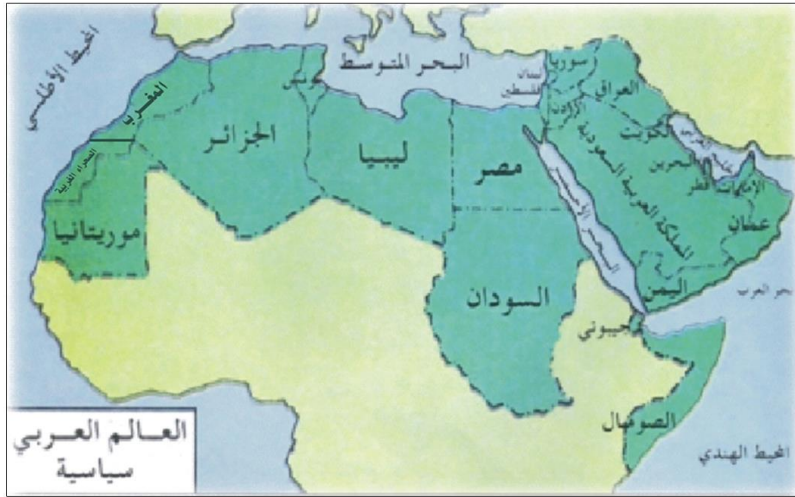 المحيط الأطلسي
البحر المتوسط
سوريا
لبنان
فلسطين
العراق
الأردن
تونس
المغرب
الصحراء الغربية
الجزائر
ليبيا
مصر
الكويت
البحرين
قطر
الإمارات
المملكة العربية السعودية
عمان
موريتانيا
السودان
البحر الأحمر
اليمن
بحر العرب
جيبوتي
الصومال
المحيط الهندي
العالم العربي
سياسية